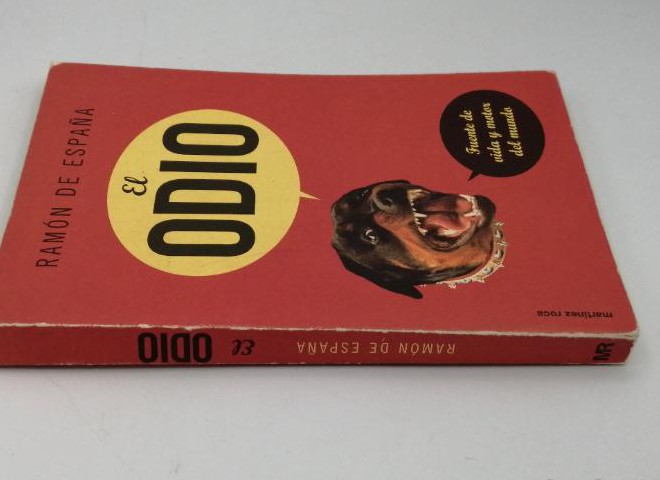 RAMÓN DE ESPAÑA
El
ODIO
Fuente de
vida y motor
del mundo
martínez roca
ODIO El RAMÓN DE ESPAÑA MR